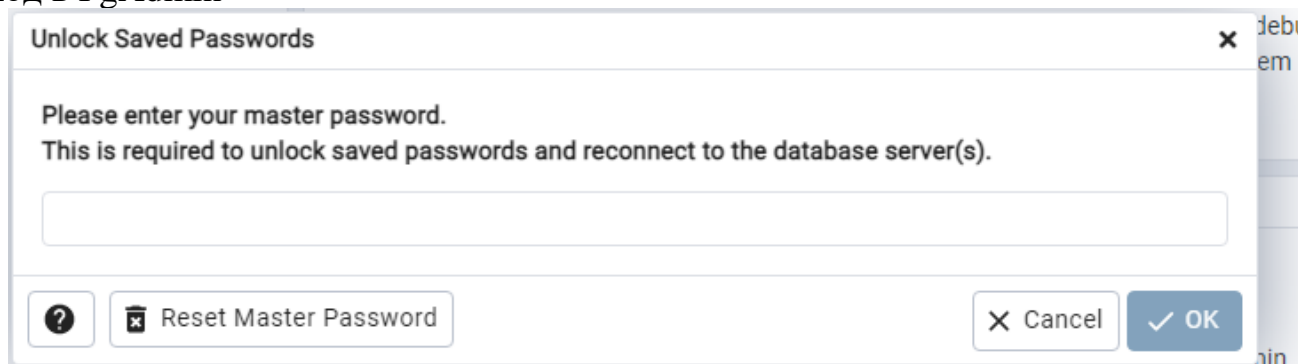 Unlock Saved Passwords
Please enter your master password.
This is required to unlock saved passwords and reconnect to the database server(s).
Reset Master Password
Cancel
OK
em